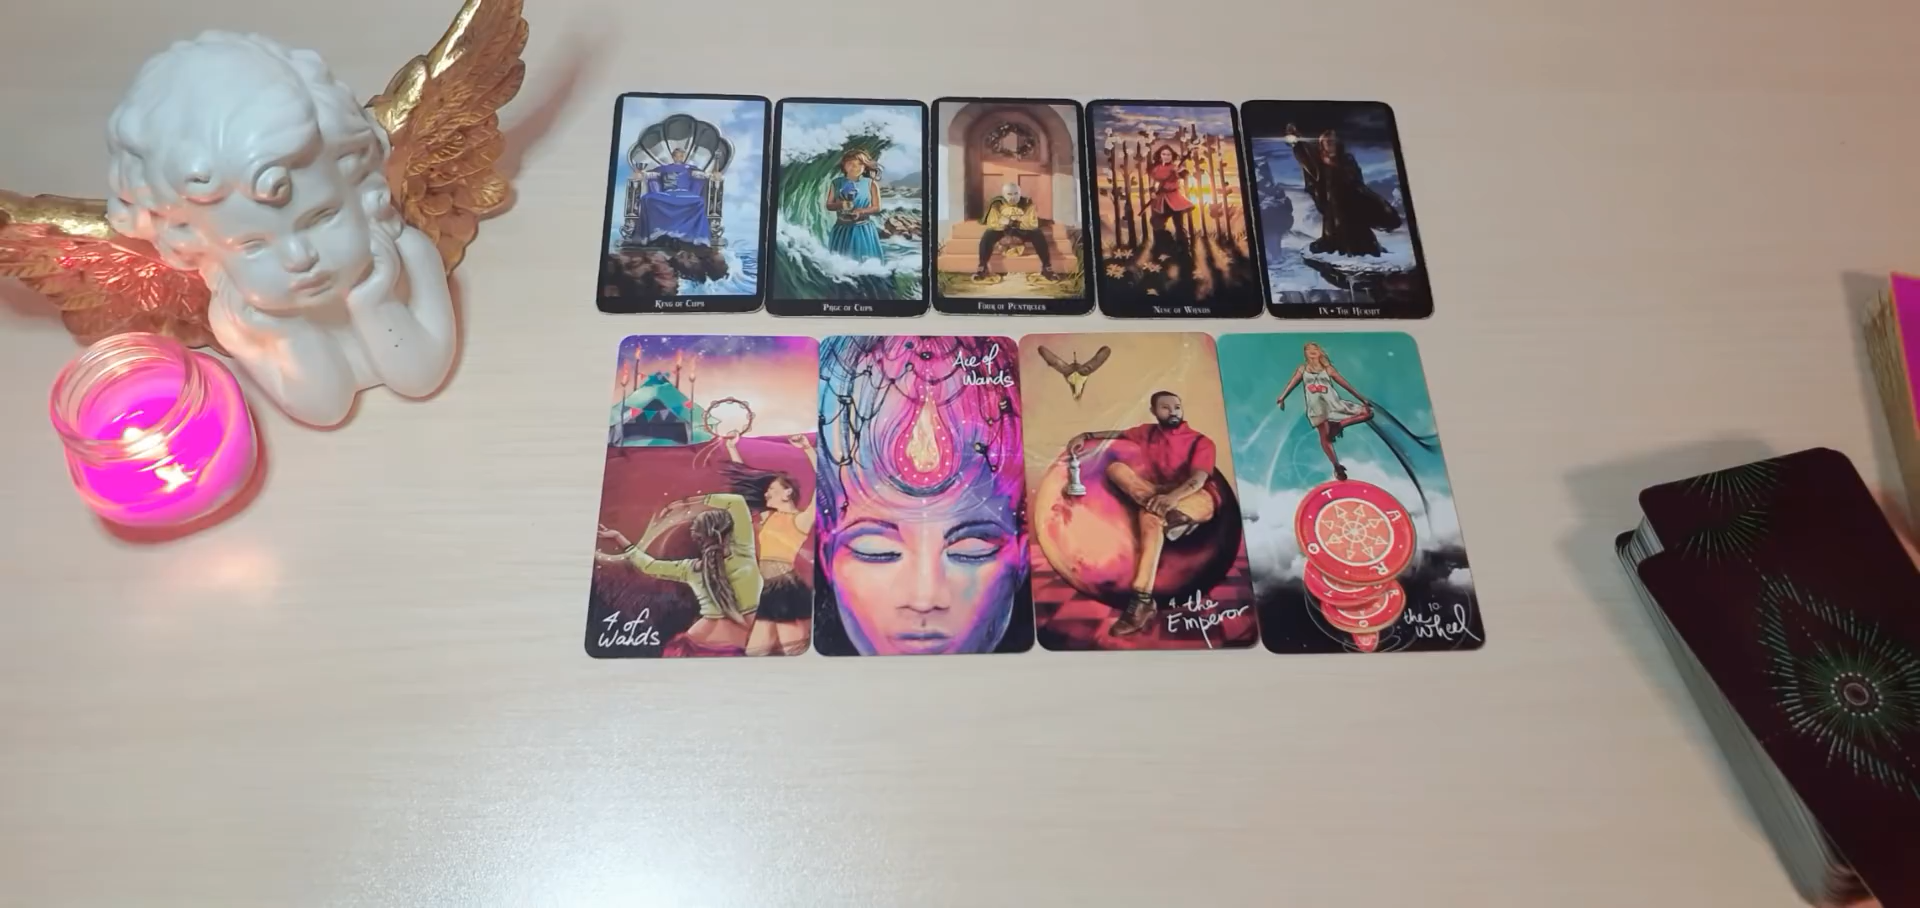 King of Cups
Page of Cups
Four of Pentacles
Nine of Wands
IX • The Hermit
Ace of
Wands
4 of
Wands
4. the
Emperor
T
A
R
O
10.
the
Wheel